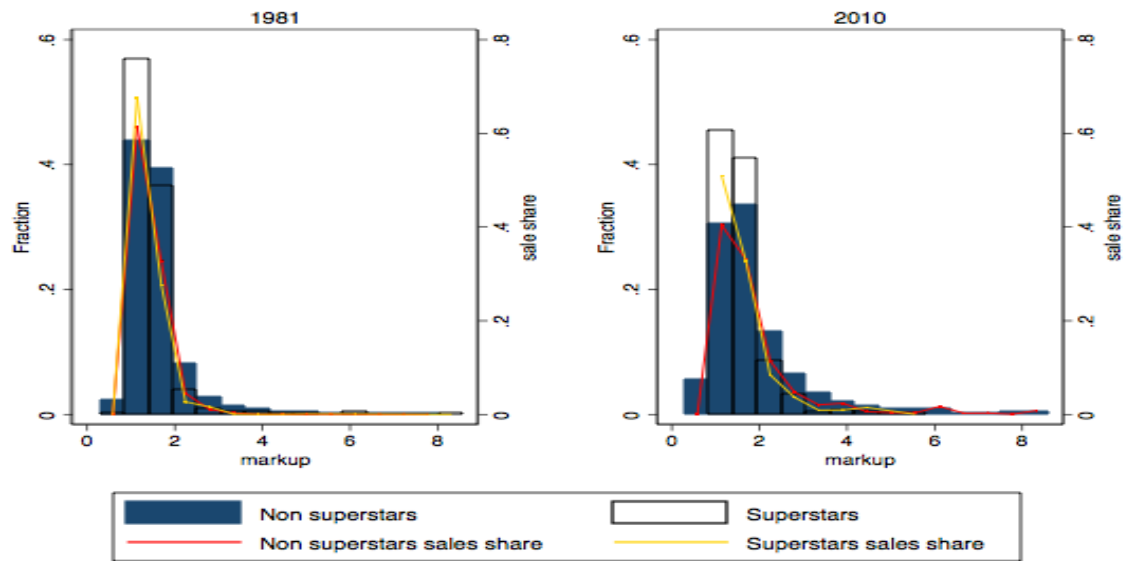 1981
.6
.4
.2
0
Fraction
.8
.6
.4
.2
0
sale share
0 2 4 6 8
markup
2010
.6
.4
.2
0
Fraction
.8
.6
.4
.2
0
sale share
0 2 4 6 8
markup
Non superstars Superstars
Non superstars sales share Superstars sales share